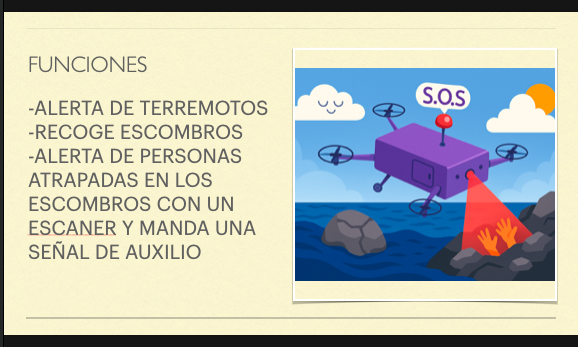 FUNCIONES
-ALERTA DE TERREMOTOS
-RECOGE ESCOMBROS
-ALERTA DE PERSONAS
ATRAPADAS EN LOS
ESCOMBROS CON UN
ESCANER Y MANDA UNA
SEÑAL DE AUXILIO
S.O.S